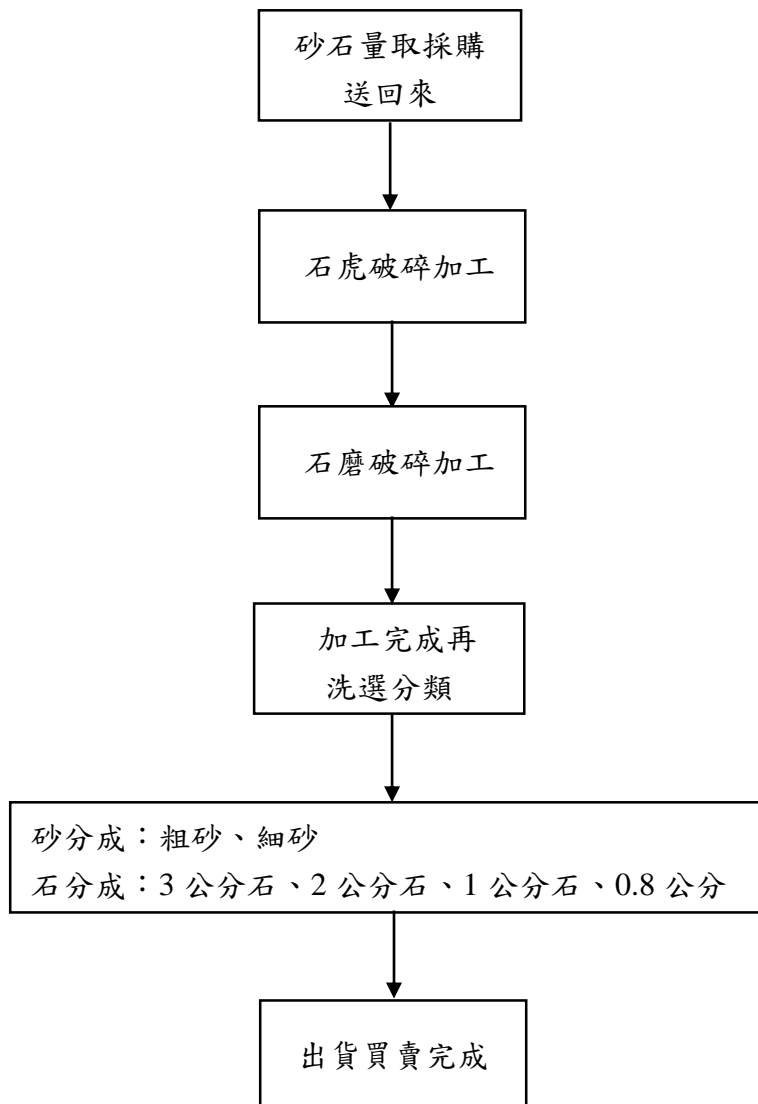 砂石量取採購
送回來
石虎破碎加工
石磨破碎加工
加工完成再
洗選分類
砂分成：粗砂、細砂
石分成：3 公分石、2 公分石、1 公分石、0.8 公分
出貨買賣完成